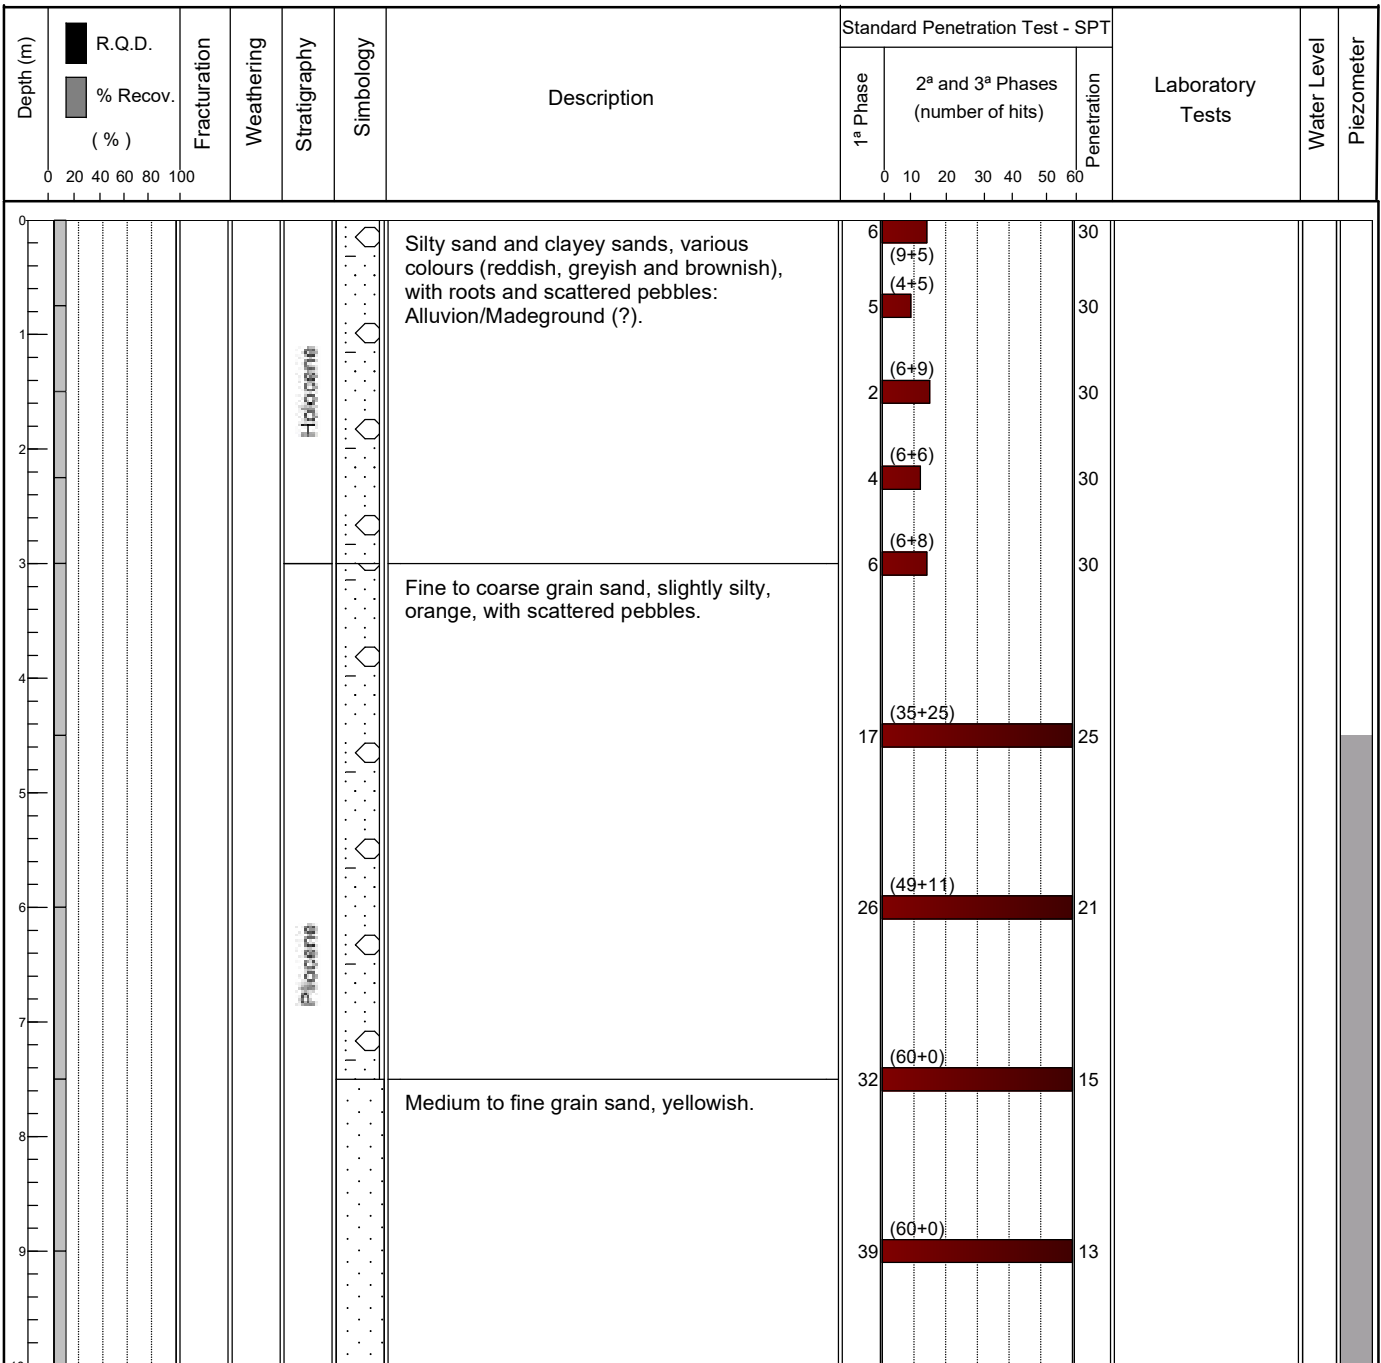 Depth (m)
R.Q.D.
% Recov.
( % )
0 20 40 60 80 100
Fracturation
Weathering
Stratigraphy
Simbology
Description
Standard Penetration Test - SPT
1ª Phase
2ª and 3ª Phases
(number of hits)
0 10 20 30 40 50 60
Penetration
Laboratory
Tests
Water Level
Piezometer
0
1
2
3
4
5
6
7
8
9
Holocene
Pliocene
Silty sand and clayey sands, various
colours (reddish, greyish and brownish),
with roots and scattered pebbles:
Alluvion/Madeground (?).
Fine to coarse grain sand, slightly silty,
orange, with scattered pebbles.
Medium to fine grain sand, yellowish.
6 (9+5) 30
5 (4+5) 30
2 (6+9) 30
4 (6+6) 30
6 (6+8) 30
17 (35+25) 25
26 (49+11) 21
32 (60+0) 15
39 (60+0) 13